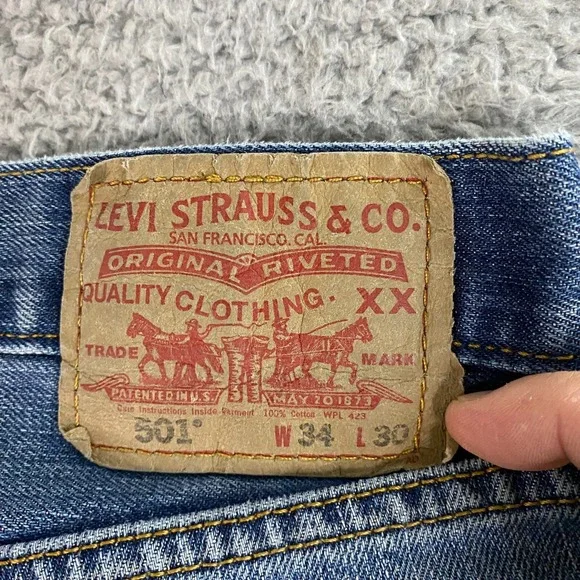 LEVI STRAUSS & CO.
SAN FRANCISCO, CAL.
ORIGINAL RIVETED
QUALITY CLOTHING. XX
TRADE MARK
PATENTED IN U.S. MAY 20 1873
Care Instructions Inside Garment 100% Cotton - WPL 423
501® W 34 L 30